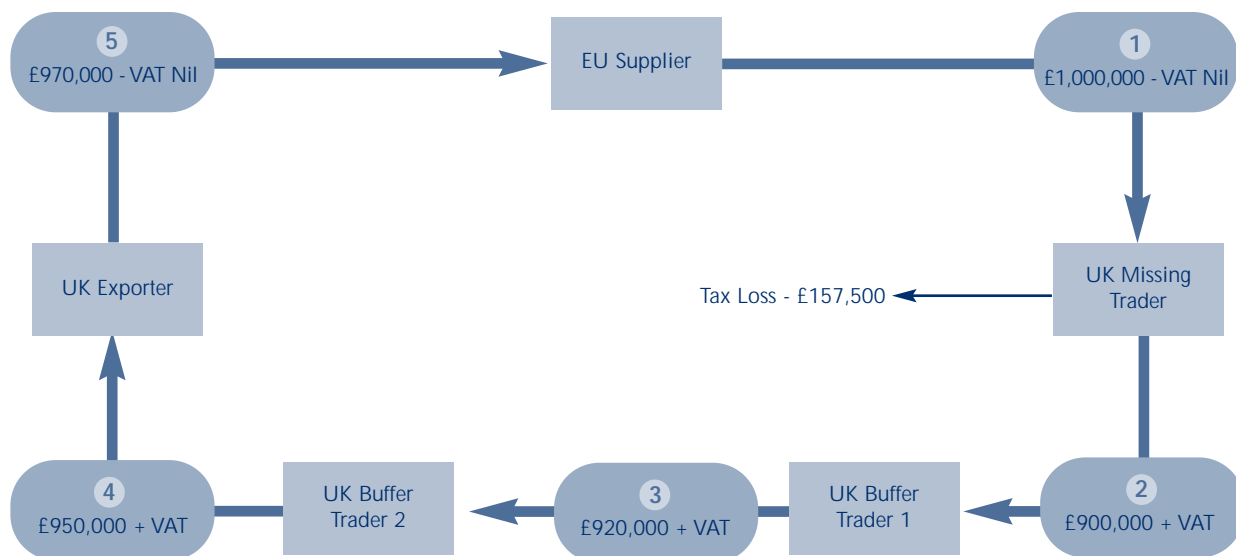 5
£970,000 - VAT Nil
EU Supplier
1
£1,000,000 - VAT Nil
UK Exporter
Tax Loss - £157,500
UK Missing
Trader
4
£950,000 + VAT
UK Buffer
Trader 2
3
£920,000 + VAT
UK Buffer
Trader 1
2
£900,000 + VAT